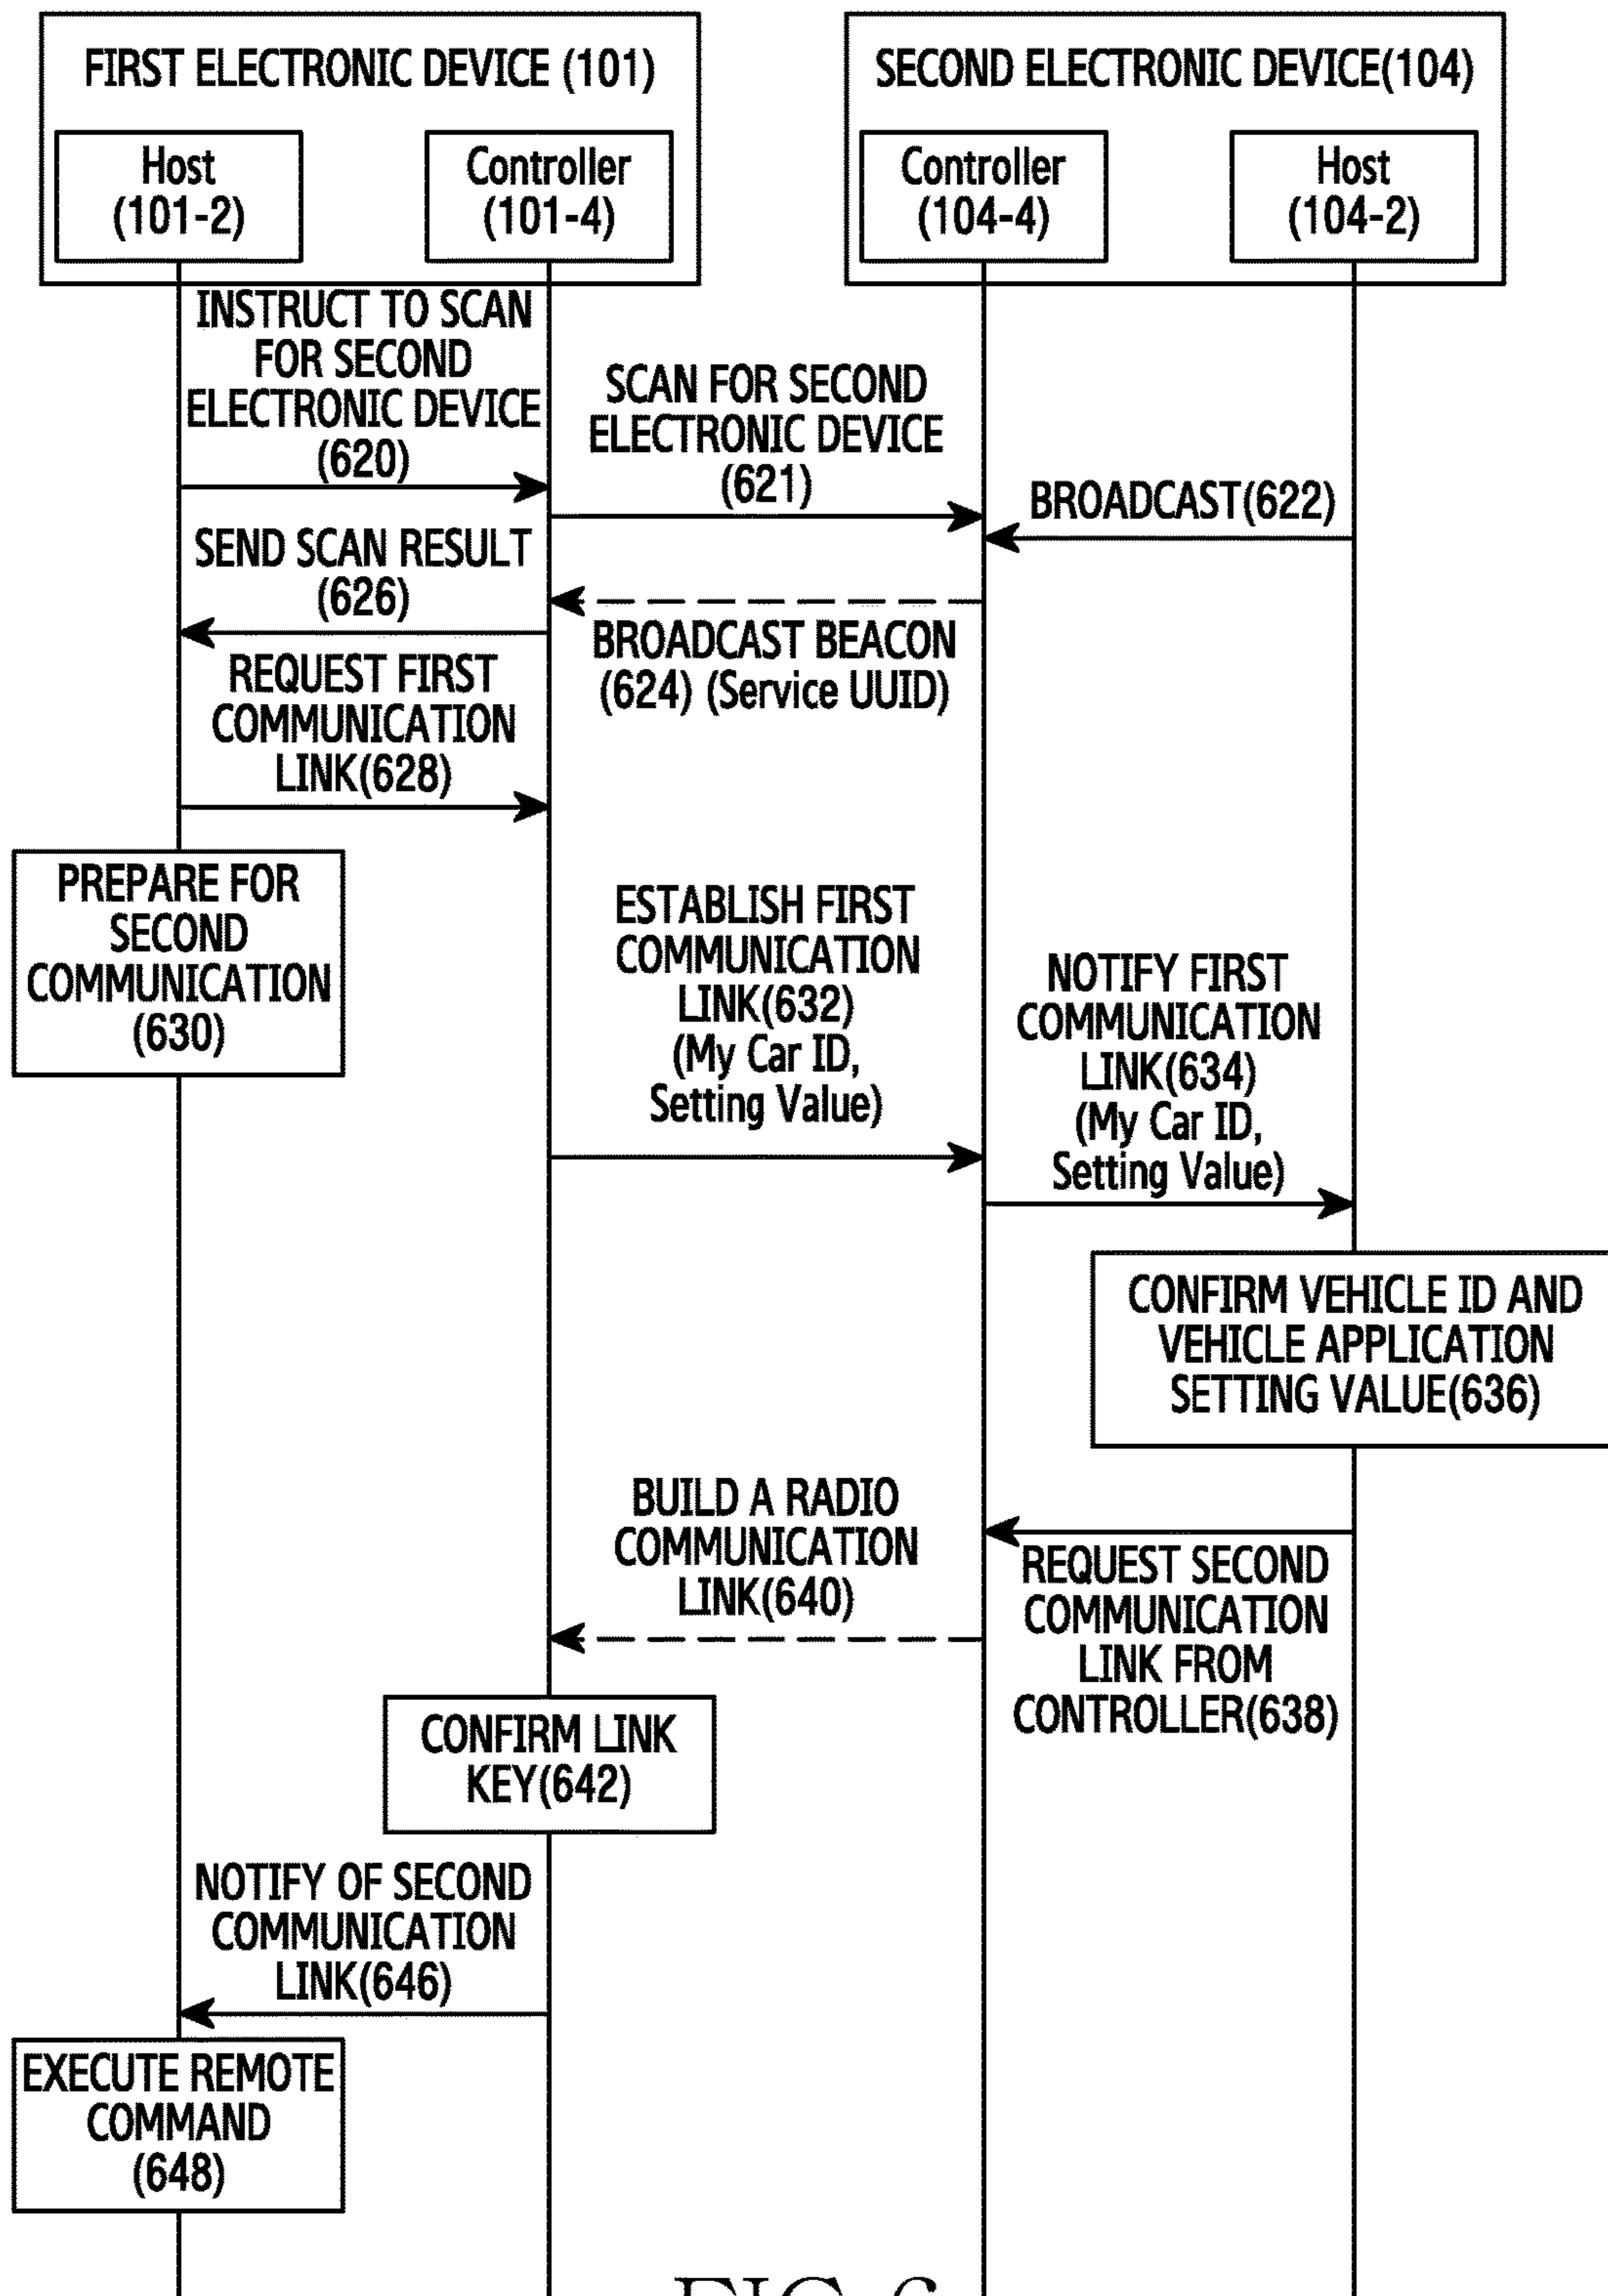 FIRST ELECTRONIC DEVICE (101)
SECOND ELECTRONIC DEVICE(104)
Host
(101-2)
Controller
(101-4)
Controller
(104-4)
Host
(104-2)
INSTRUCT TO SCAN
FOR SECOND
ELECTRONIC DEVICE
(620)
SCAN FOR SECOND
ELECTRONIC DEVICE
(621)
BROADCAST(622)
SEND SCAN RESULT
(626)
BROADCAST BEACON
(624) (Service UUID)
REQUEST FIRST
COMMUNICATION
LINK(628)
PREPARE FOR
SECOND
COMMUNICATION
(630)
ESTABLISH FIRST
COMMUNICATION
LINK(632)
(My Car ID,
Setting Value)
NOTIFY FIRST
COMMUNICATION
LINK(634)
(My Car ID,
Setting Value)
CONFIRM VEHICLE ID AND
VEHICLE APPLICATION
SETTING VALUE(636)
BUILD A RADIO
COMMUNICATION
LINK(640)
REQUEST SECOND
COMMUNICATION
LINK FROM
CONTROLLER(638)
CONFIRM LINK
KEY(642)
NOTIFY OF SECOND
COMMUNICATION
LINK(646)
EXECUTE REMOTE
COMMAND
(648)